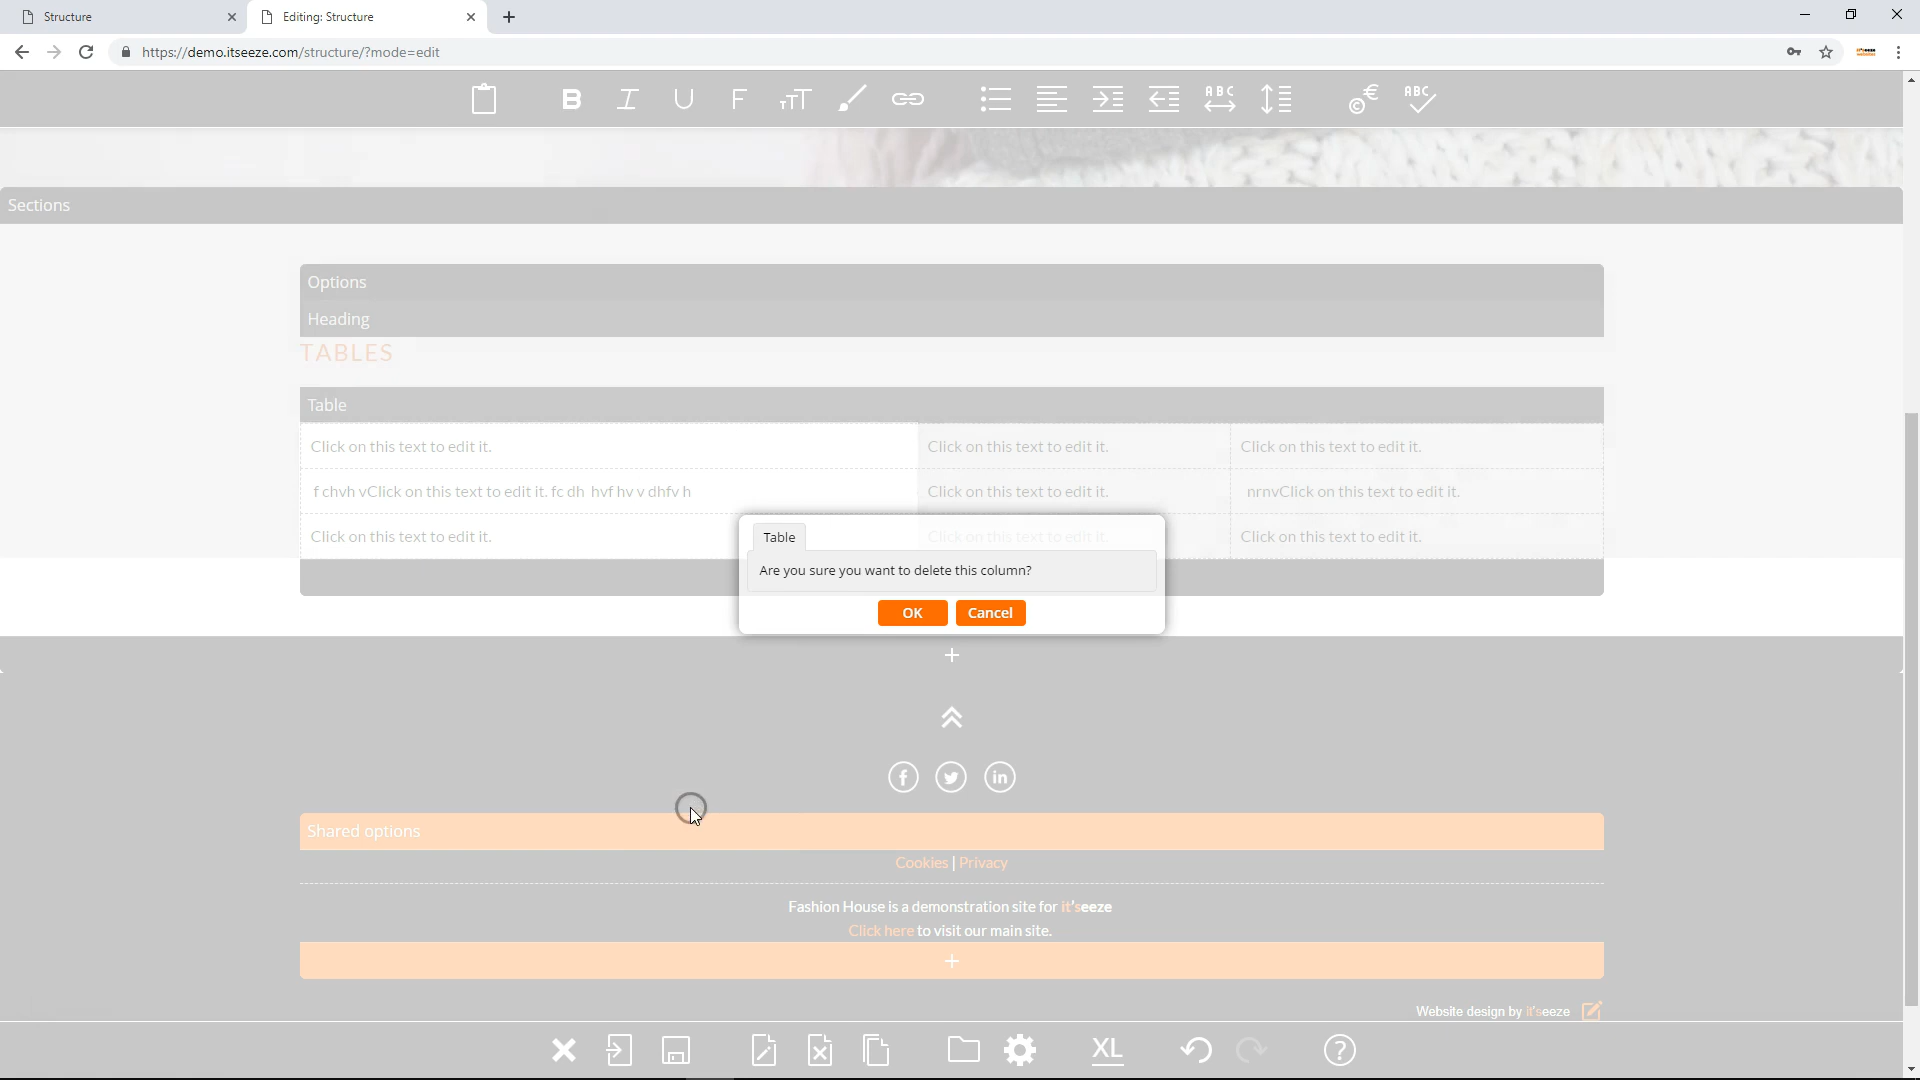 Structure
Editing: Structure
https://demo.itseeze.com/structure/?mode=edit
B I U F TT ABC ©€ ABC
Sections
Options
Heading
TABLES
Table
Click on this text to edit it. Click on this text to edit it. Click on this text to edit it.
f chvh vClick on this text to edit it. fc dh hvf hv v dhfv h Click on this text to edit it. nrnvClick on this text to edit it.
Click on this text to edit it. Click on this text to edit it. Click on this text to edit it.
Table
Are you sure you want to delete this column?
OK Cancel
Shared options
Cookies | Privacy
Fashion House is a demonstration site for it'seeze
Click here to visit our main site.
Website design by it'seeze
XL